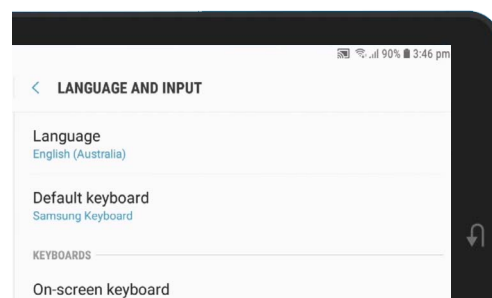 90% 3:46 pm
LANGUAGE AND INPUT
Language
English (Australia)
Default keyboard
Samsung Keyboard
KEYBOARDS
On-screen keyboard